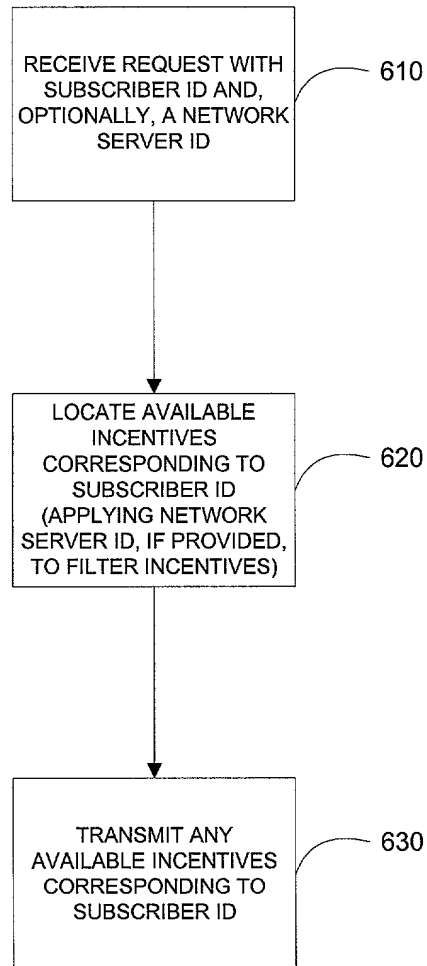 RECEIVE REQUEST WITH
SUBSCRIBER ID AND,
OPTIONALLY, A NETWORK
SERVER ID
610
LOCATE AVAILABLE
INCENTIVES
CORRESPONDING TO
SUBSCRIBER ID
(APPLYING NETWORK
SERVER ID, IF PROVIDED,
TO FILTER INCENTIVES)
620
TRANSMIT ANY
AVAILABLE INCENTIVES
CORRESPONDING TO
SUBSCRIBER ID
630